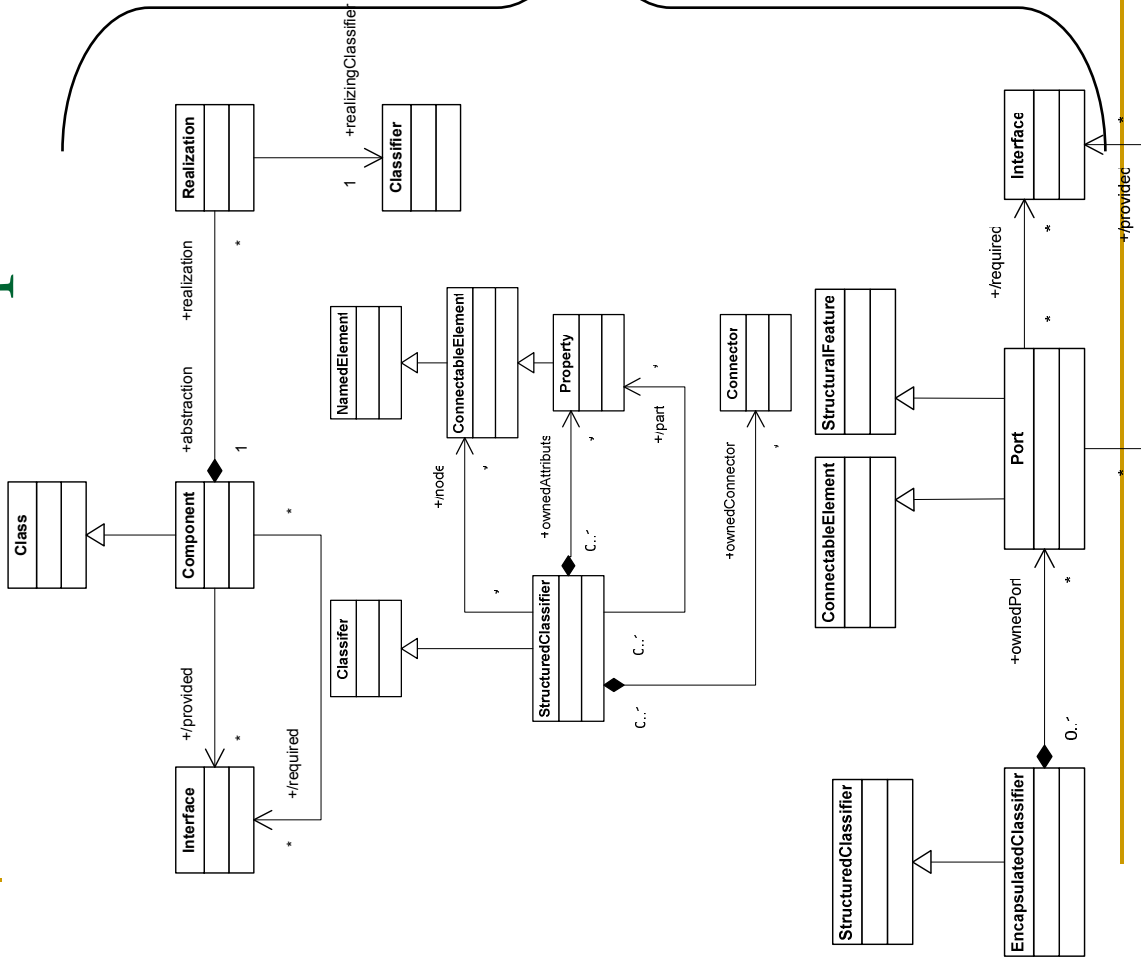 Class
Interface
+/provided
*
Component
+abstraction
1
+realization
*
Realization
*
+/required
*
1
+realizingClassifier
Classifier
Classifer
NamedElement
+/node
ConnectableElement
StructuredClassifier
+ownedAttribute
Property
+/part
+ownedConnector
Connector
StructuredClassifier
ConnectableElement
StructuralFeature
EncapsulatedClassifier
+ownedPort
*
Port
+/required
*
*
Interface
*
+/provided
*